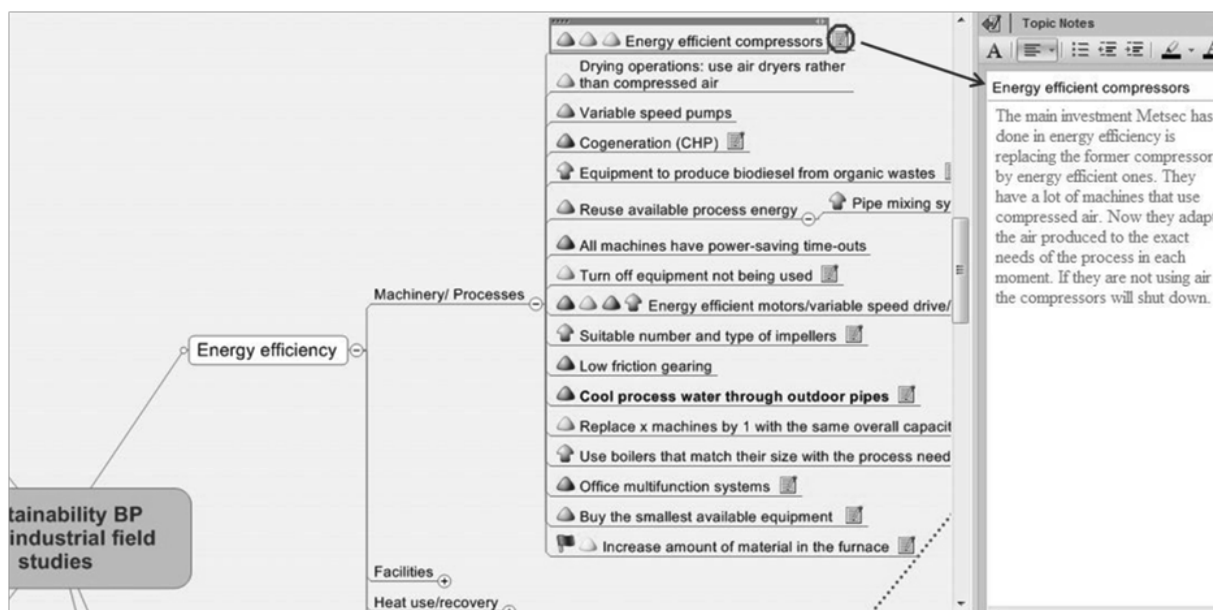 Energy efficient compressors
Drying operations: use air dryers rather
than compressed air
Variable speed pumps
Cogeneration (CHP)
Equipment to produce biodiesel from organic wastes
Reuse available process energy
Pipe mixing sy
All machines have power-saving time-outs
Turn off equipment not being used
Machinery/ Processes
Energy efficient motors/variable speed drive/
Suitable number and type of impellers
Energy efficiency
Low friction gearing
Cool process water through outdoor pipes
Replace x machines by 1 with the same overall capacit
Use boilers that match their size with the process need
Office multifunction systems
Buy the smallest available equipment
Increase amount of material in the furnace
tainability BP
industrial field
studies
Facilities
Heat use/recovery
Topic Notes
A
Energy efficient compressors
The main investment Metsec has
done in energy efficiency is
replacing the former compressor
by energy efficient ones. They
have a lot of machines that use
compressed air. Now they adapt
the air produced to the exact
needs of the process in each
moment. If they are not using air
the compressors will shut down.